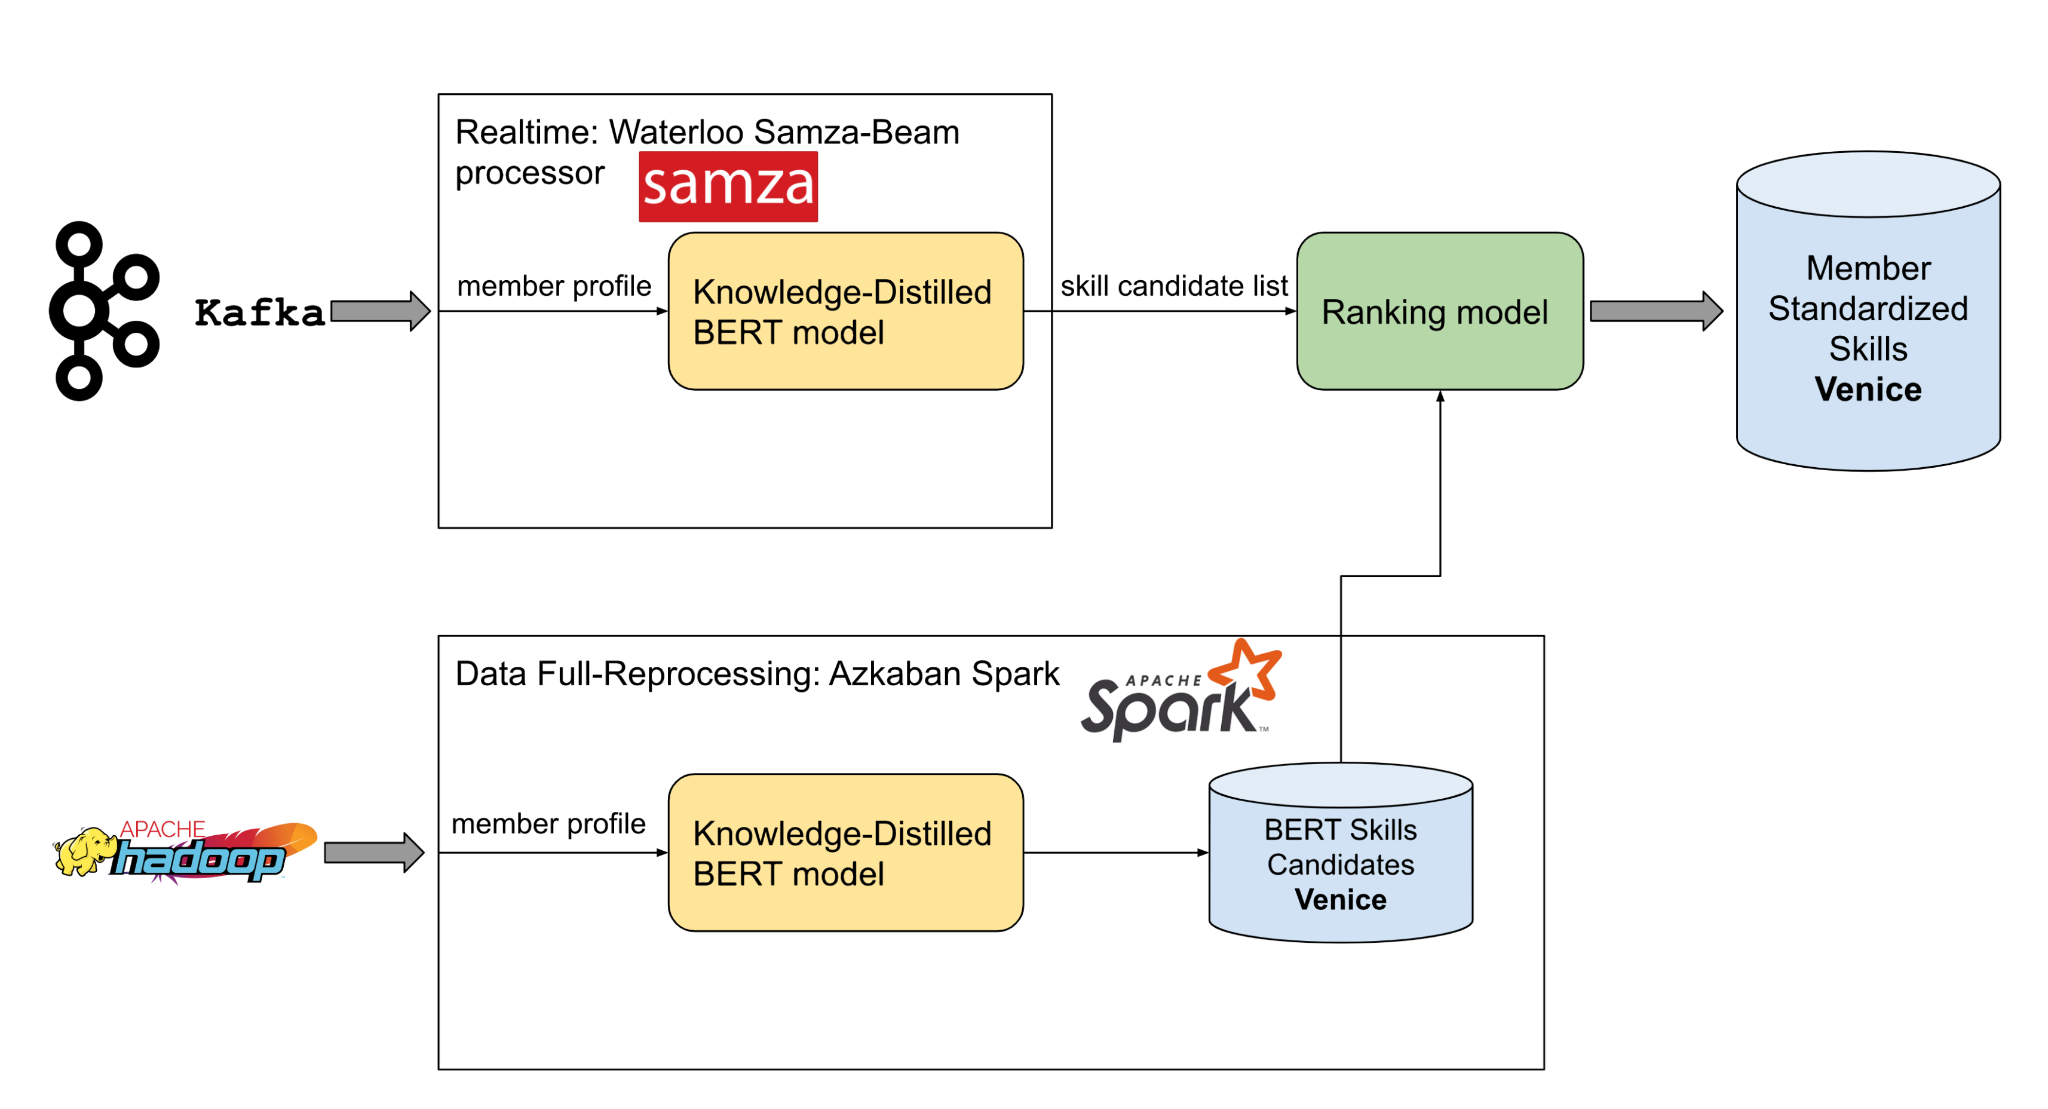 Realtime: Waterloo Samza-Beam
processor
samza
Kafka
member profile
Knowledge-Distilled
BERT model
skill candidate list
Ranking model
Member
Standardized
Skills
Venice
Data Full-Reprocessing: Azkaban Spark
APACHE
Spark™
APACHE
hadoop
member profile
Knowledge-Distilled
BERT model
BERT Skills
Candidates
Venice